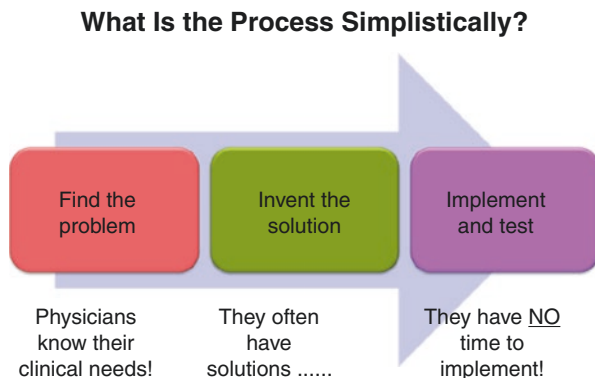 What Is the Process Simplistically?
Find the
problem
Invent the
solution
Implement
and test
Physicians
know their
clinical needs!
They often
have
solutions ......
They have NO
time to
implement!